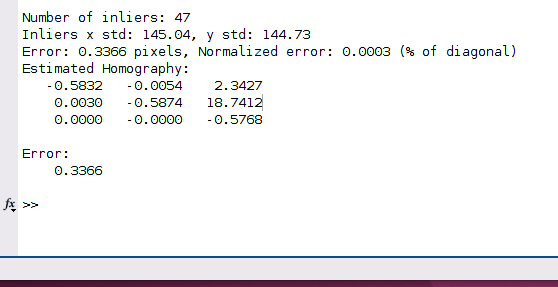 Number of inliers: 47
Inliers x std: 145.04, y std: 144.73
Error: 0.3366 pixels, Normalized error: 0.0003 (% of diagonal)
Estimated Homography:
-0.5832 -0.0054 2.3427
0.0030 -0.5874 18.7412
0.0000 -0.0000 -0.5768
Error:
0.3366
fx >>